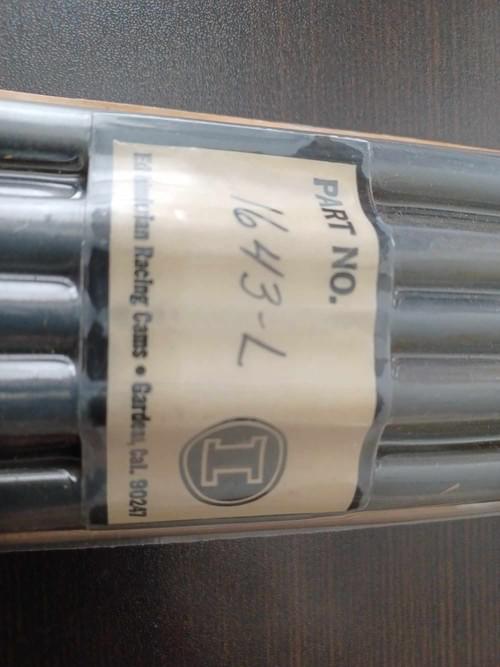 PART NO.
1643-L
I
Ed Iskenderian Racing Cams • Gardena, Cal. 90247